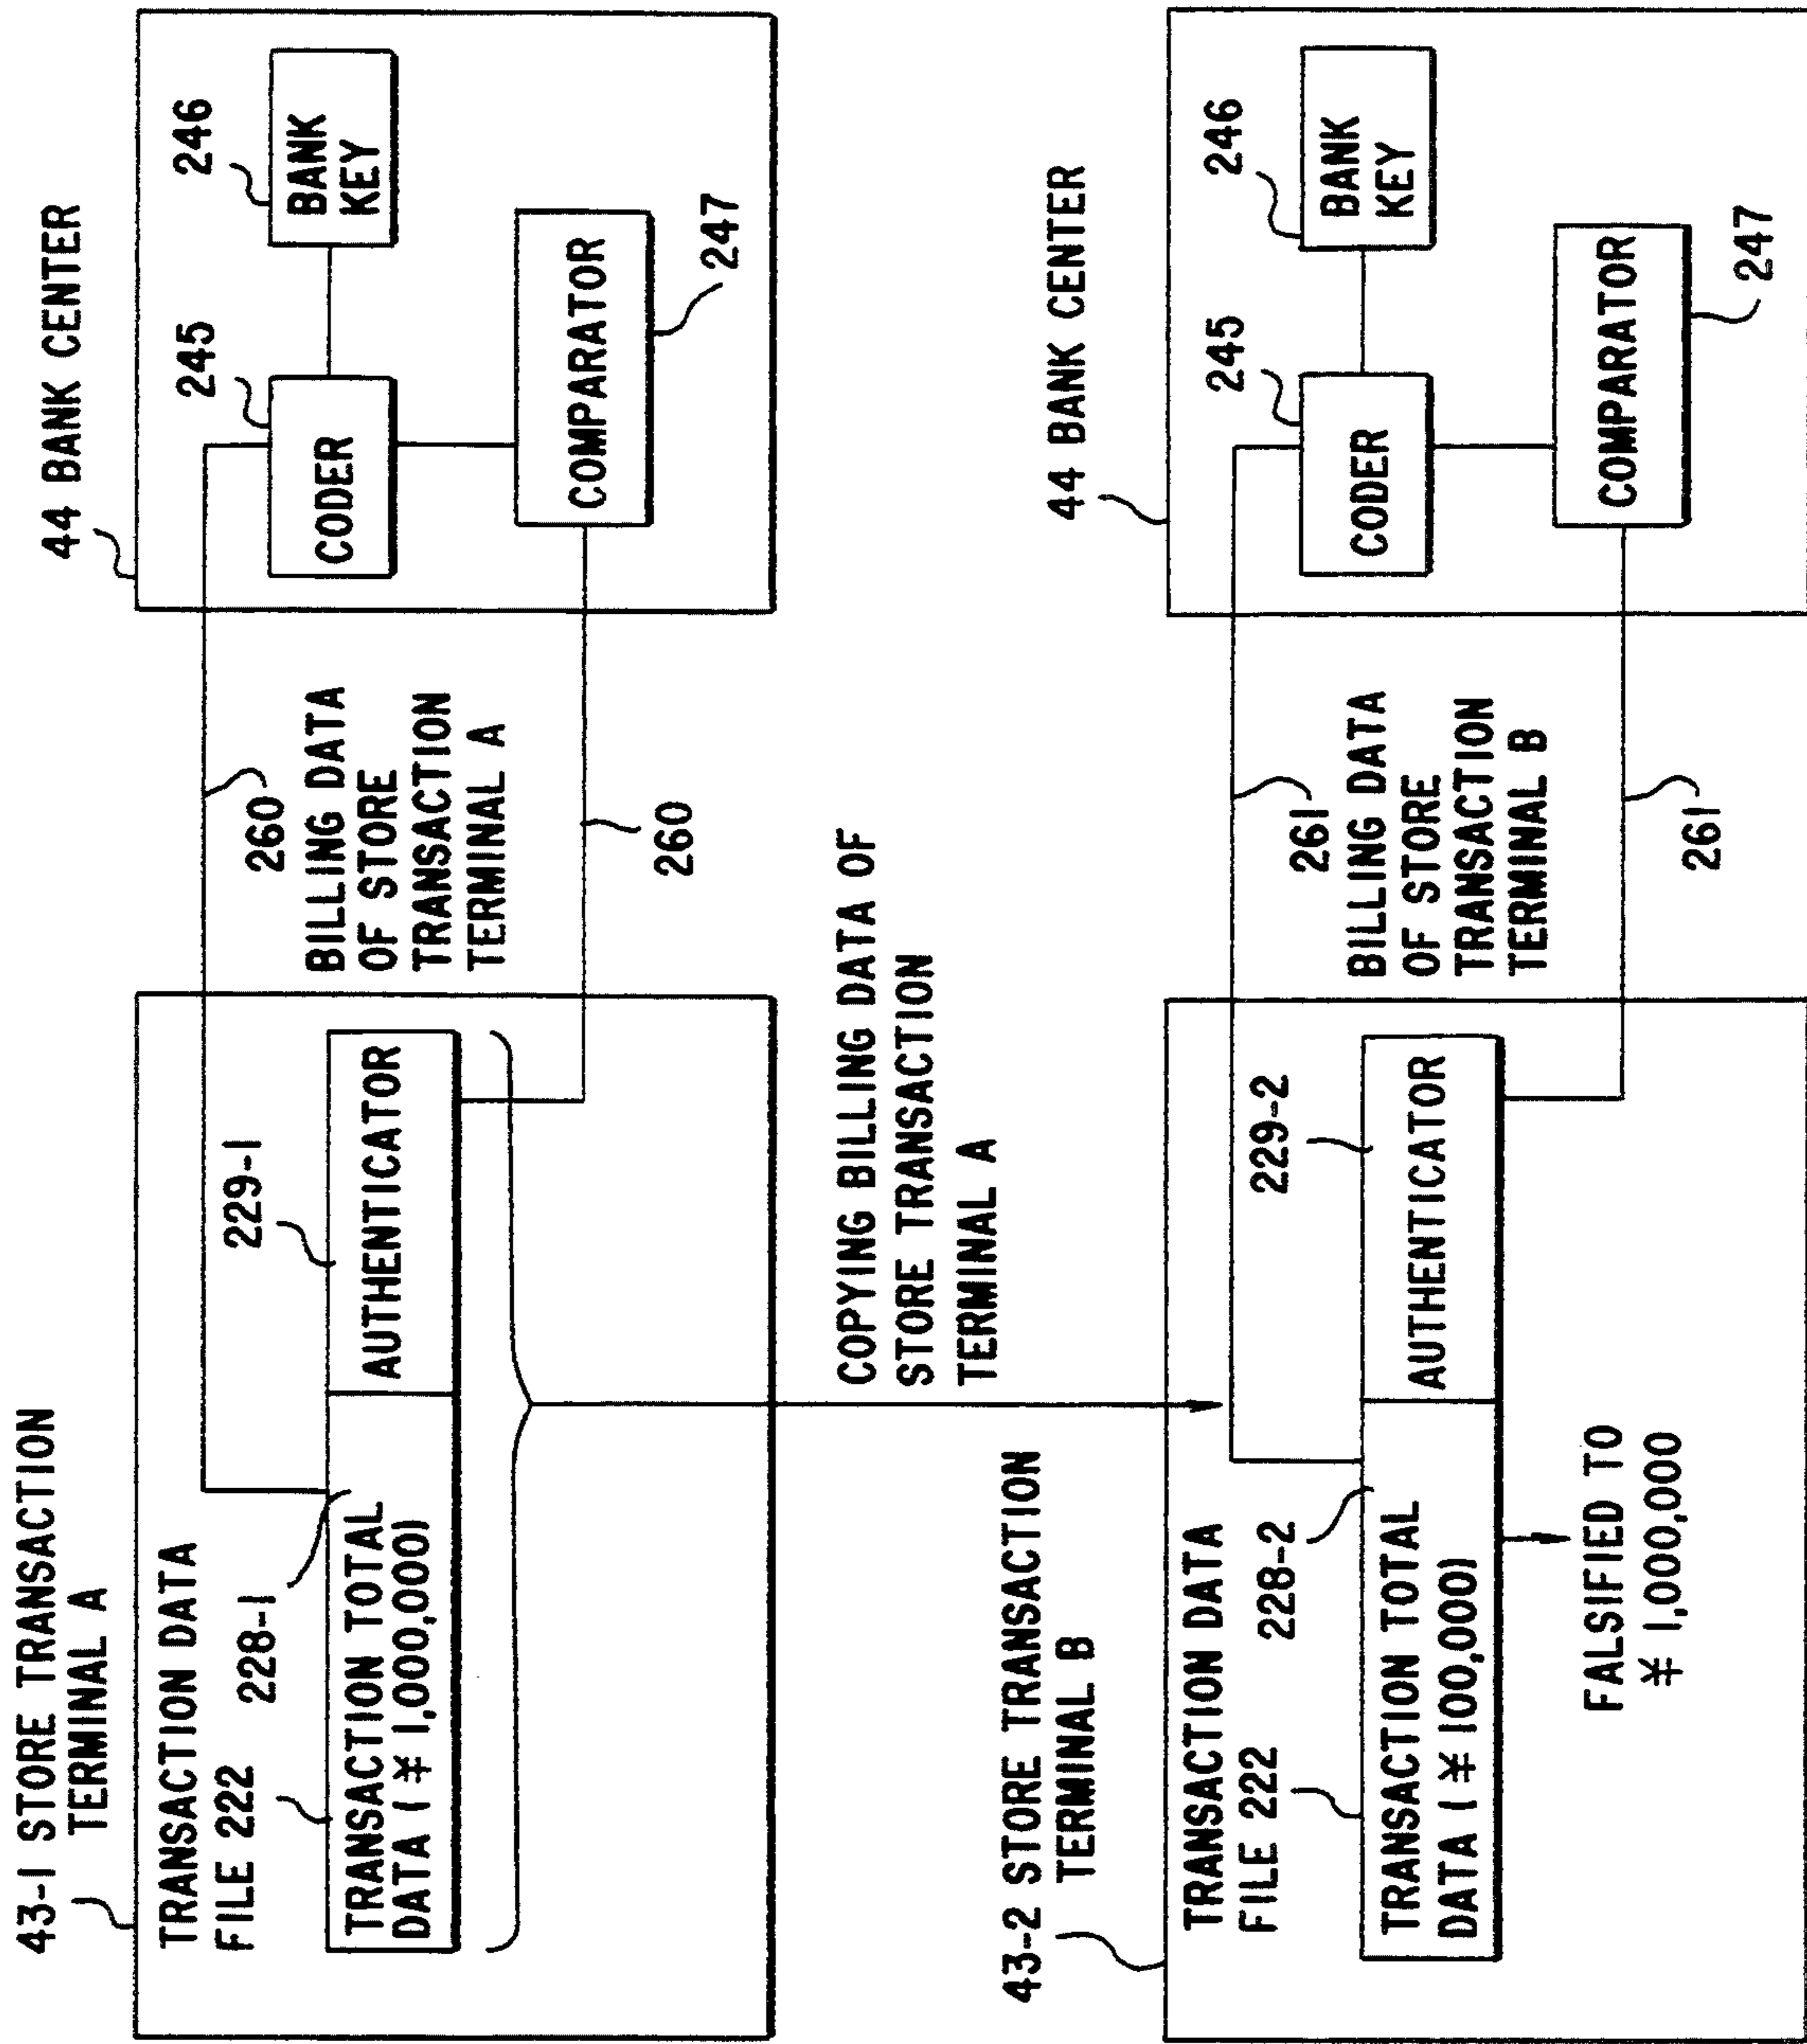 43-1 STORE TRANSACTION
TERMINAL A
TRANSACTION DATA
FILE 222
228-1
229-1
TRANSACTION TOTAL
DATA (¥ 1,000,000)
AUTHENTICATOR
260
BILLING DATA
OF STORE
TRANSACTION
TERMINAL A
260
44 BANK CENTER
245
246
CODER
BANK
KEY
COMPARATOR
247
COPYING BILLING DATA OF
STORE TRANSACTION
TERMINAL A
43-2 STORE TRANSACTION
TERMINAL B
TRANSACTION DATA
FILE 222
228-2
229-2
TRANSACTION TOTAL
DATA (¥ 100,000)
AUTHENTICATOR
FALSIFIED TO
¥ 1,000,000
261
BILLING DATA
OF STORE
TRANSACTION
TERMINAL B
261
44 BANK CENTER
245
246
CODER
BANK
KEY
COMPARATOR
247